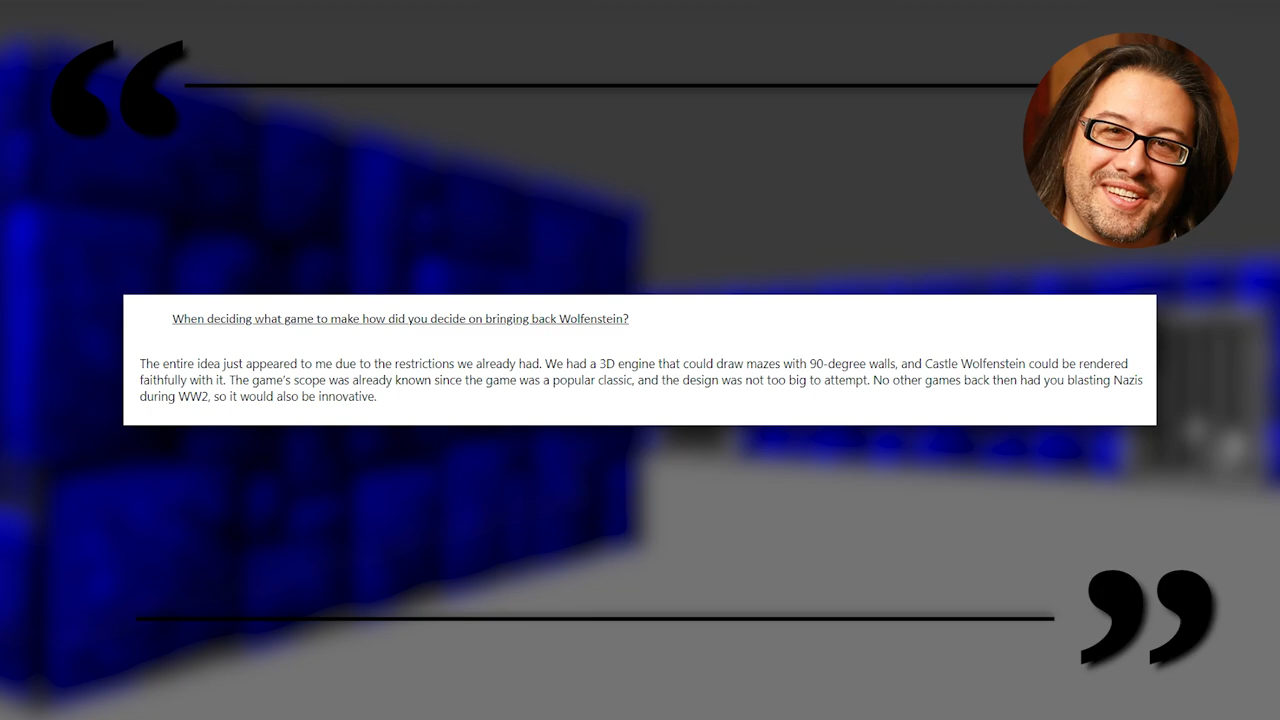 When deciding what game to make how did you decide on bringing back Wolfenstein?
The entire idea just appeared to me due to the restrictions we already had. We had a 3D engine that could draw mazes with 90-degree walls, and Castle Wolfenstein could be rendered
faithfully with it. The game's scope was already known since the game was a popular classic, and the design was not too big to attempt. No other games back then had you blasting Nazis
during WW2, so it would also be innovative.